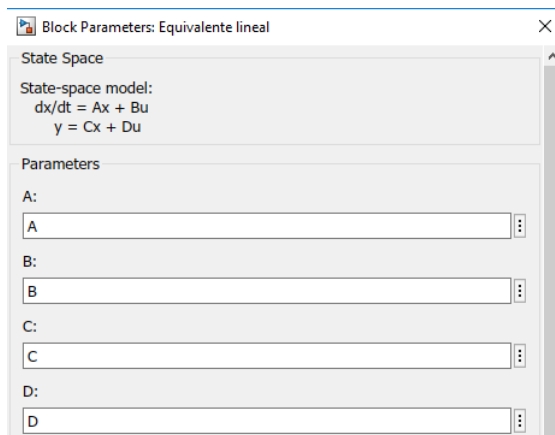 Block Parameters: Equivalente lineal
State Space
State-space model:
dx/dt = Ax + Bu
y = Cx + Du
Parameters
A:
A
B:
B
C:
C
D:
D